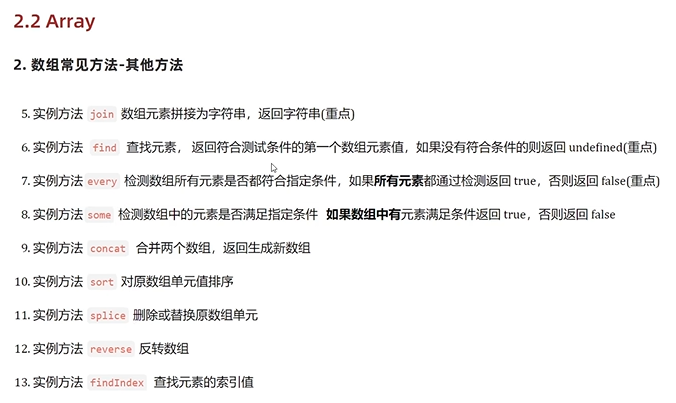 2.2 Array
2. 数组常见方法-其他方法
5. 实例方法 join 数组元素拼接为字符串，返回字符串(重点)
6. 实例方法 find 查找元素， 返回符合测试条件的第一个数组元素值，如果没有符合条件的则返回 undefined(重点)
7. 实例方法 every 检测数组所有元素是否都符合指定条件，如果所有元素都通过检测返回 true，否则返回 false(重点)
8. 实例方法 some 检测数组中的元素是否满足指定条件 如果数组中有元素满足条件返回 true，否则返回 false
9. 实例方法 concat 合并两个数组，返回生成新数组
10. 实例方法 sort 对原数组单元值排序
11. 实例方法 splice 删除或替换原数组单元
12. 实例方法 reverse 反转数组
13. 实例方法 findIndex 查找元素的索引值